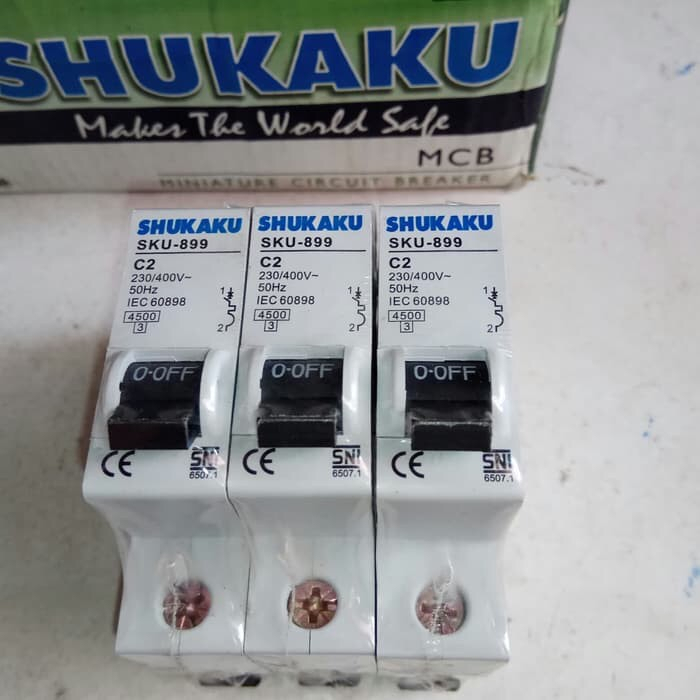 SHUKAKU
Makes The World Safe
MCB
MINIATURE CIRCUIT BREAKER
SHUKAKU
SKU-899
C2
230/400V~
50Hz
IEC 60898
4500
3
1
2
O-OFF
CE
SNI
6507.1
SHUKAKU
SKU-899
C2
230/400V~
50Hz
IEC 60898
4500
3
1
2
O-OFF
CE
SNI
6507.1
SHUKAKU
SKU-899
C2
230/400V~
50Hz
IEC 60898
4500
3
1
2
O-OFF
CE
SNI
6507.1